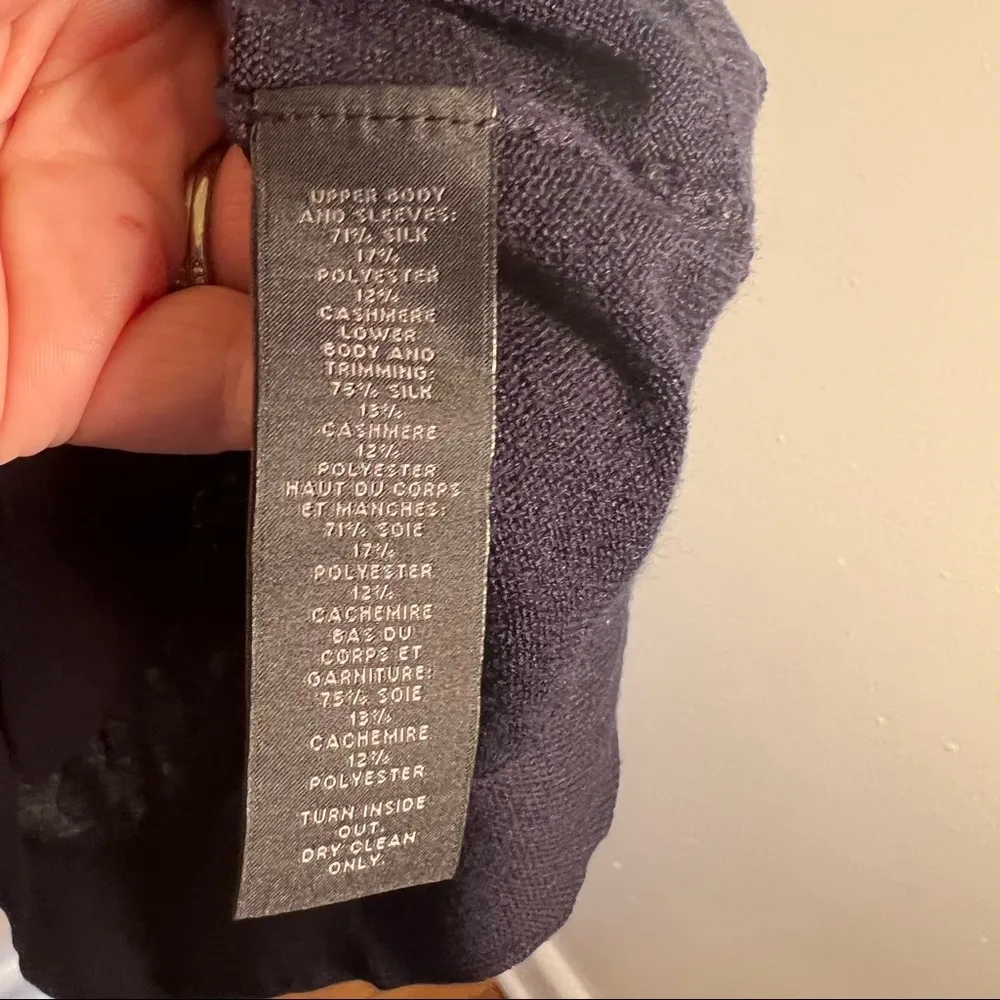 UPPER BODY
AND SLEEVES:
71% SILK
17%
POLYESTER
12%
CASHMERE
LOWER
BODY AND
TRIMMING:
75% SILK
13%
CASHMERE
12%
POLYESTER
HAUT DU CORPS
ET MANCHES:
71% SOIE
17%
POLYESTER
12%
CACHEMIRE
BAS DU
CORPS ET
GARNITURE:
75% SOIE
13%
CACHEMIRE
12%
POLYESTER
TURN INSIDE
OUT.
DRY CLEAN
ONLY.